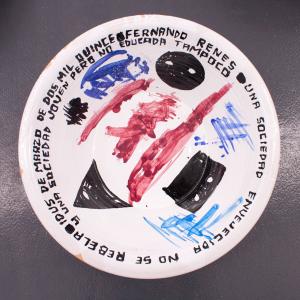 ●IDUS DE MARZO DE DOS MIL QUINCE●FERNANDO RENES●UNA SOCIEDAD ENVEJECIDA NO SE REBELA
Y UNA SOCIEDAD JOVEN PERO NO EDUCADA TAMPOCO